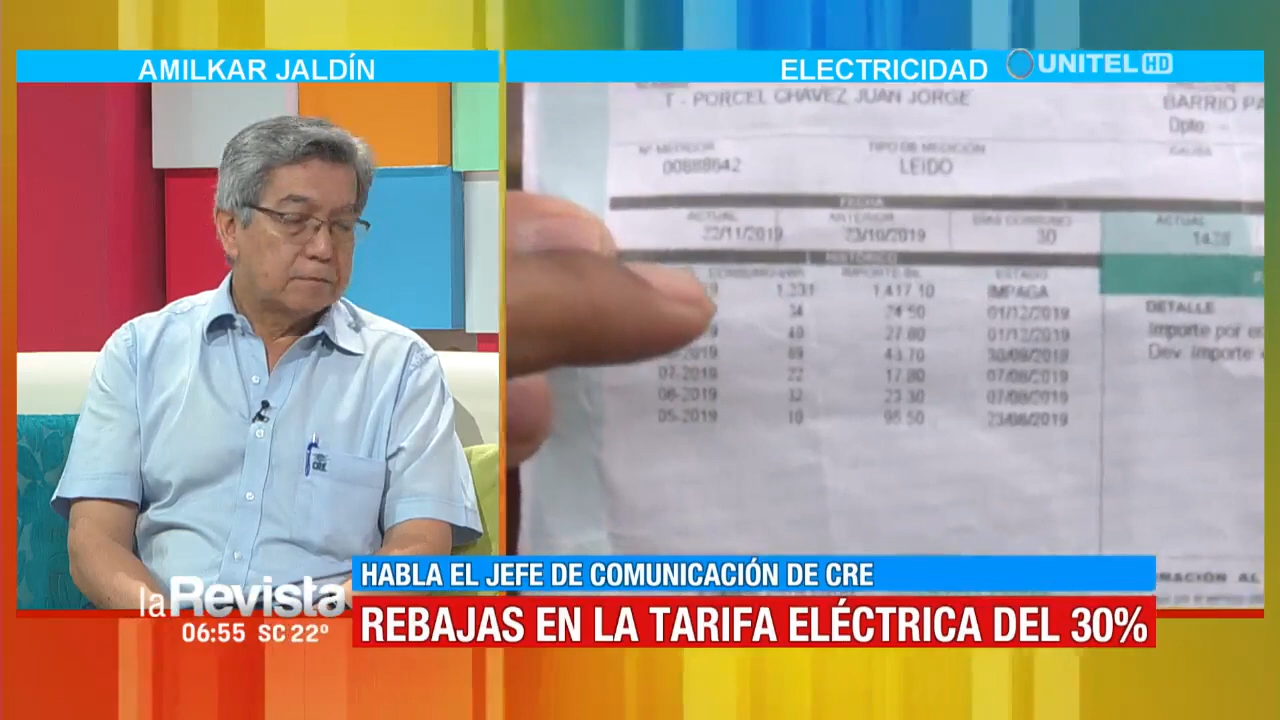 AMILKAR JALDÍN
ELECTRICIDAD
UNITEL HD
T - PORCEL CHAVEZ JUAN JORGE
BARRIO PA
Dpto: -
Nº MEDIDOR
TIPO DE MEDICIÓN
00888642
LEIDO
FECHA
ACTUAL
ANTERIOR
DÍAS CONSUMO
ACTUAL
22/11/2019
23/10/2019
30
HISTÓRICO
CONSUMO kWh
IMPORTE Bs.
ESTADO
1,231 1,417.10 IMPAGA
34 24.50 01/12/2019
40 27.80 01/12/2019
-2019 69 43.70 30/09/2019
07-2019 22 17.80 07/08/2019
06-2019 32 23.30 07/08/2019
05-2019 10 95.50 23/06/2019
DETALLE
Importe por en
Dev. Importe
CRE
HABLA EL JEFE DE COMUNICACIÓN DE CRE
REBAJAS EN LA TARIFA ELÉCTRICA DEL 30%
la Revista
06:55 SC 22º